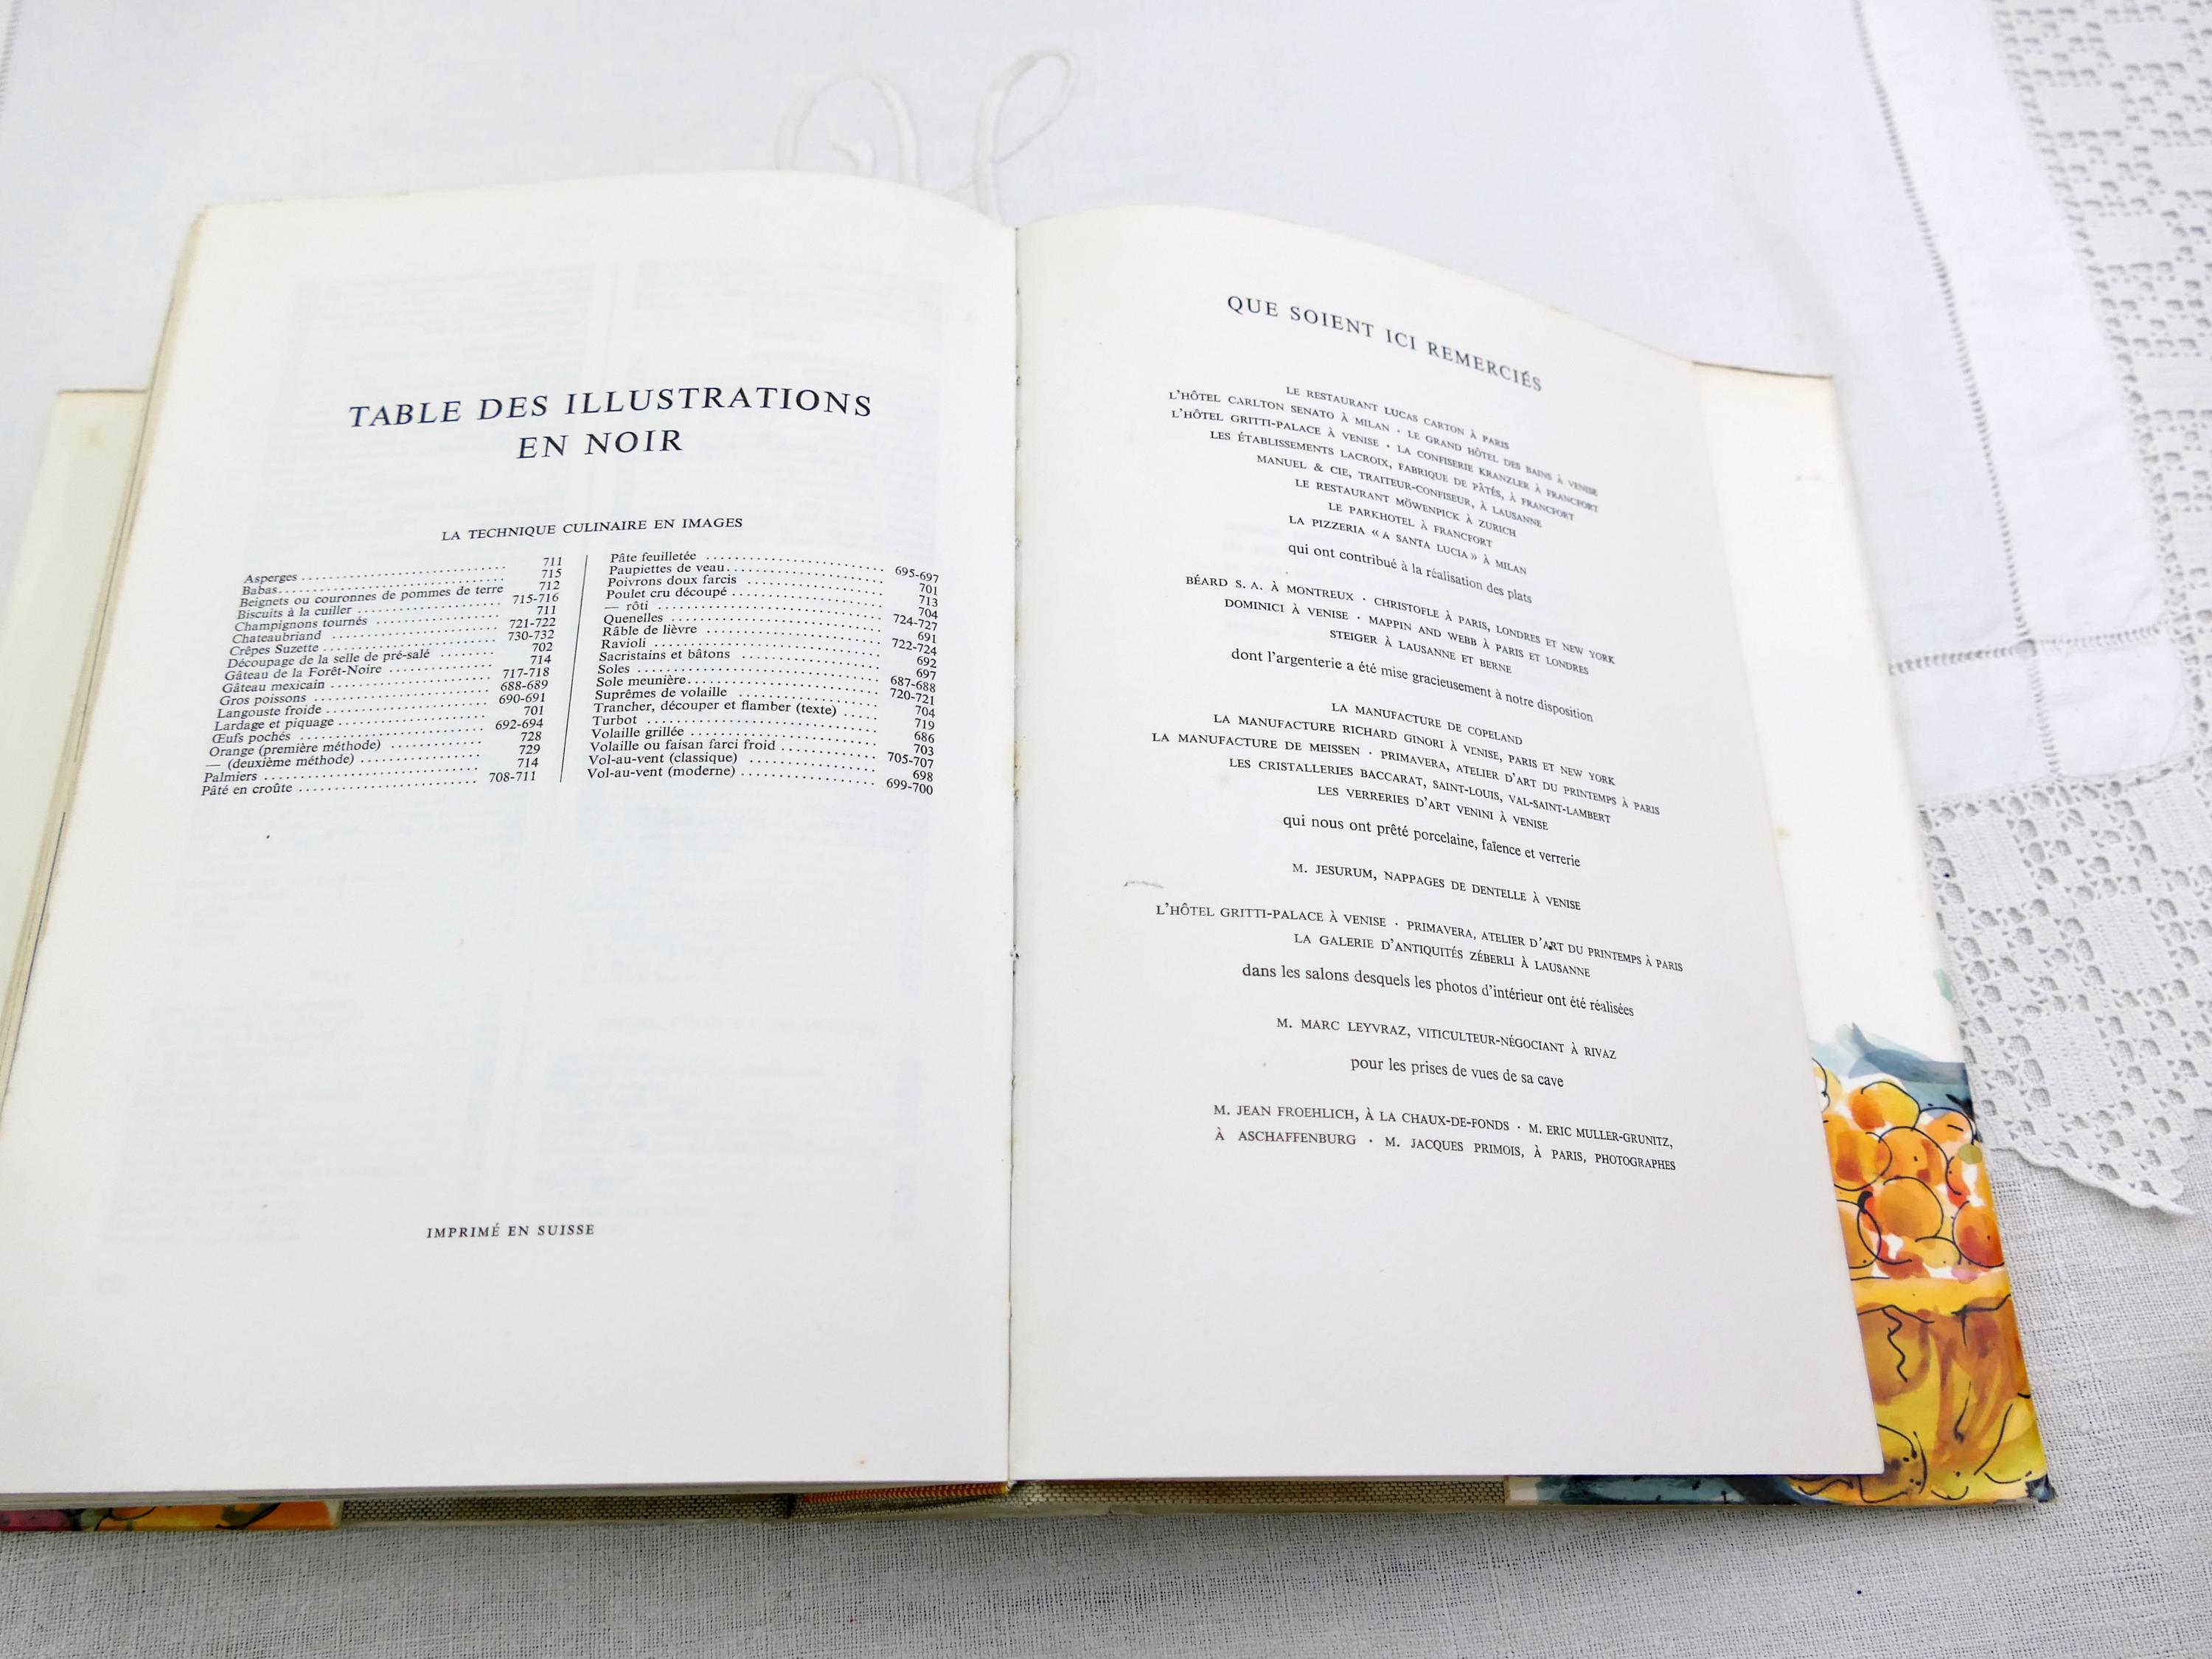 TABLE DES ILLUSTRATIONS
EN NOIR
LA TECHNIQUE CULINAIRE EN IMAGES
Asperges 711
Babas 715
Beignets ou couronnes de pommes de terre 712
Biscuits à la cuiller 715-716
Champignons tournés 711
Chateaubriand 721-722
Crêpes Suzette 730-732
Découpage de la selle de pré-salé 702
Gâteau de la Forêt-Noire 714
Gâteau mexicain 717-718
Gros poissons 688-689
Langouste froide 690-691
Lardage et piquage 701
Œufs pochés 692-694
Orange (première méthode) 728
— (deuxième méthode) 729
Palmiers 714
Pâté en croûte 708-711
Pâte feuilletée 695-697
Paupiettes de veau 701
Poivrons doux farcis 713
Poulet cru découpé 704
— rôti 724-727
Quenelles 691
Râble de lièvre 722-724
Ravioli 692
Sacristains et bâtons 697
Soles 687-688
Sole meunière 720-721
Suprêmes de volaille 704
Trancher, découper et flamber (texte) 719
Turbot 686
Volaille grillée 703
Volaille ou faisan farci froid 705-707
Vol-au-vent (classique) 698
Vol-au-vent (moderne) 699-700
IMPRIMÉ EN SUISSE
QUE SOIENT ICI REMERCIÉS
LE RESTAURANT LUCAS CARTON À PARIS
L'HÔTEL CARLTON SENATO À MILAN · LE GRAND HÔTEL DES BAINS À VENISE
L'HÔTEL GRITTI-PALACE À VENISE · LA CONFISERIE KRANZLER À FRANCFORT
LES ÉTABLISSEMENTS LACROIX, FABRIQUE DE PÂTÉS, À FRANCFORT
MANUEL & CIE, TRAITEUR-CONFISEUR, À LAUSANNE
LE RESTAURANT MÖWENPICK À ZURICH
LE PARKHOTEL À FRANCFORT
LA PIZZERIA « A SANTA LUCIA » À MILAN
qui ont contribué à la réalisation des plats
BÉARD S. A. À MONTREUX · CHRISTOFLE À PARIS, LONDRES ET NEW YORK
DOMINICI À VENISE · MAPPIN AND WEBB À PARIS ET LONDRES
STEIGER À LAUSANNE ET BERNE
dont l'argenterie a été mise gracieusement à notre disposition
LA MANUFACTURE DE COPELAND
LA MANUFACTURE RICHARD GINORI À VENISE, PARIS ET NEW YORK
LA MANUFACTURE DE MEISSEN · PRIMAVERA, ATELIER D'ART DU PRINTEMPS À PARIS
LES CRISTALLERIES BACCARAT, SAINT-LOUIS, VAL-SAINT-LAMBERT
LES VERRERIES D'ART VENINI À VENISE
qui nous ont prêté porcelaine, faïence et verrerie
M. JESURUM, NAPPAGES DE DENTELLE À VENISE
L'HÔTEL GRITTI-PALACE À VENISE · PRIMAVERA, ATELIER D'ART DU PRINTEMPS À PARIS
LA GALERIE D'ANTIQUITÉS ZÉBERLI À LAUSANNE
dans les salons desquels les photos d'intérieur ont été réalisées
M. MARC LEYVRAZ, VITICULTEUR-NÉGOCIANT À RIVAZ
pour les prises de vues de sa cave
M. JEAN FROEHLICH, À LA CHAUX-DE-FONDS · M. ERIC MULLER-GRUNITZ,
À ASCHAFFENBURG · M. JACQUES PRIMOIS, À PARIS, PHOTOGRAPHES